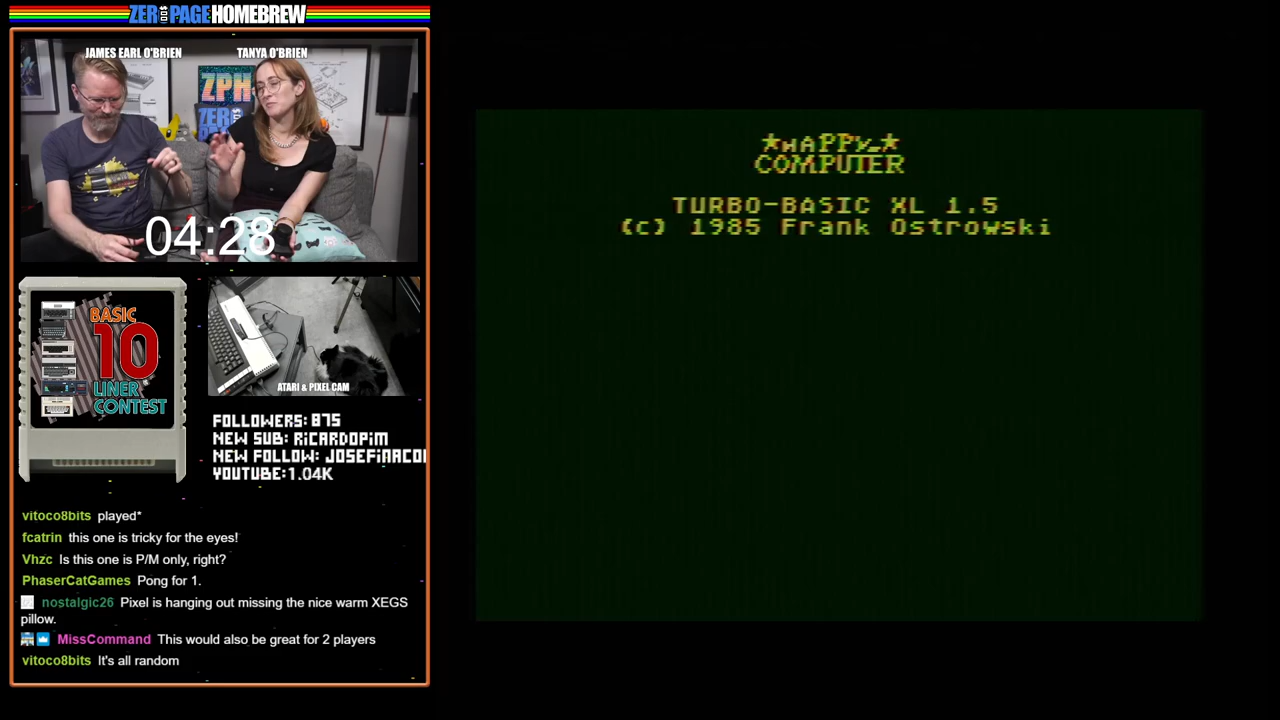 ZER PAGE HOMEBREW
JAMES EARL O'BRIEN
TANYA O'BRIEN
ZPH
04:28
BASIC
10
LINER
CONTEST
ATARI & PIXEL CAM
FOLLOWERS: 875
NEW SUB: RICARDOPIM
NEW FOLLOW: JOSEFINACO
YOUTUBE:1.04K
vitoco8bits played*
fcatrin this one is tricky for the eyes!
Vhzc Is this one is P/M only, right?
PhaserCatGames Pong for 1.
nostalgic26 Pixel is hanging out missing the nice warm XEGS
pillow.
MissCommand This would also be great for 2 players
vitoco8bits It's all random
★HAPPY_★
COMPUTER
TURBO-BASIC XL 1.5
(c) 1985 Frank Ostrowski